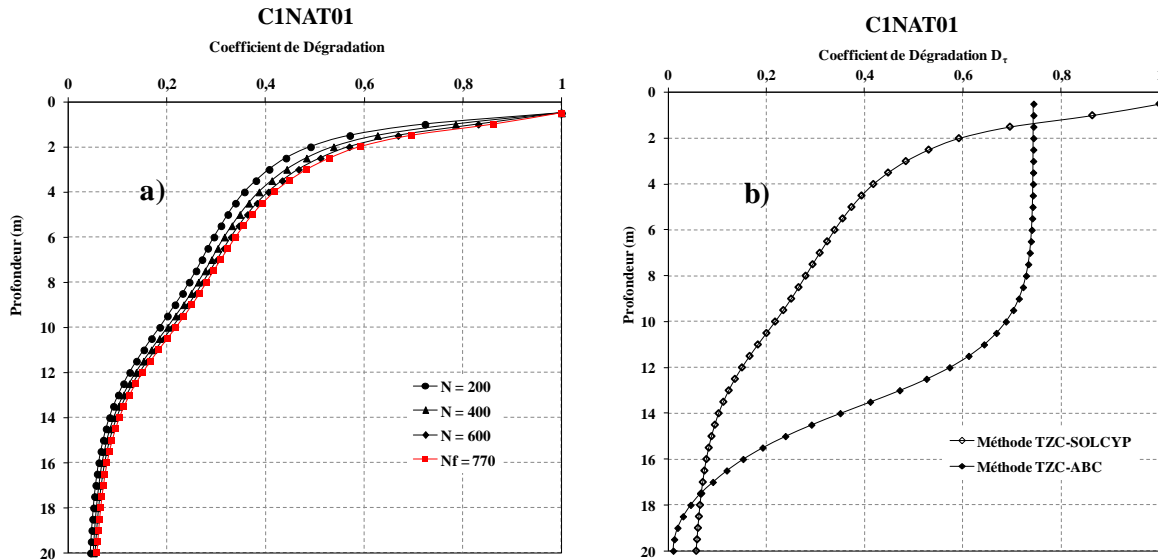 C1NAT01
Coefficient de Dégradation
0 0,2 0,4 0,6 0,8 1
0
2
4
6
8
10
12
14
16
18
20
Profondeur (m)
a)
N = 200
N = 400
N = 600
Nf = 770
C1NAT01
Coefficient de Dégradation Dτ
0 0,2 0,4 0,6 0,8 1
0
2
4
6
8
10
12
14
16
18
20
Profondeur (m)
b)
Méthode TZC-SOLCYP
Méthode TZC-ABC